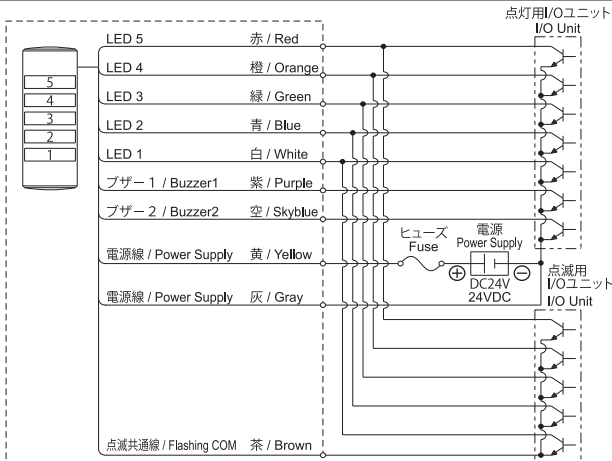 点灯用I/Oユニット
I/O Unit
LED 5 赤 / Red
LED 4 橙 / Orange
LED 3 緑 / Green
LED 2 青 / Blue
LED 1 白 / White
ブザー 1 / Buzzer1 紫 / Purple
ブザー 2 / Buzzer2 空 / Skyblue
5
4
3
2
1
電源線 / Power Supply 黄 / Yellow
ヒューズ
Fuse
電源
Power Supply
+
−
DC24V
24VDC
電源線 / Power Supply 灰 / Gray
点滅用
I/Oユニット
I/O Unit
点滅共通線 / Flashing COM 茶 / Brown